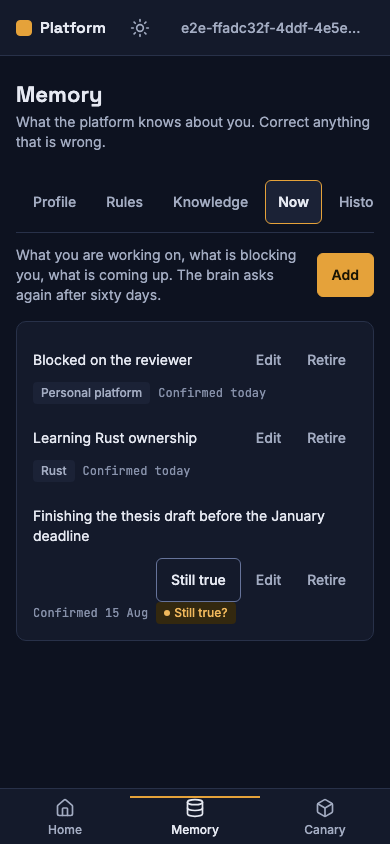 Platform
e2e-ffadc32f-4ddf-4e5e...
Memory
What the platform knows about you. Correct anything
that is wrong.
Profile Rules Knowledge Now Histo
What you are working on, what is blocking
you, what is coming up. The brain asks
again after sixty days.
Add
Blocked on the reviewer Edit Retire
Personal platform Confirmed today
Learning Rust ownership Edit Retire
Rust Confirmed today
Finishing the thesis draft before the January
deadline
Still true Edit Retire
Confirmed 15 Aug Still true?
Home Memory Canary